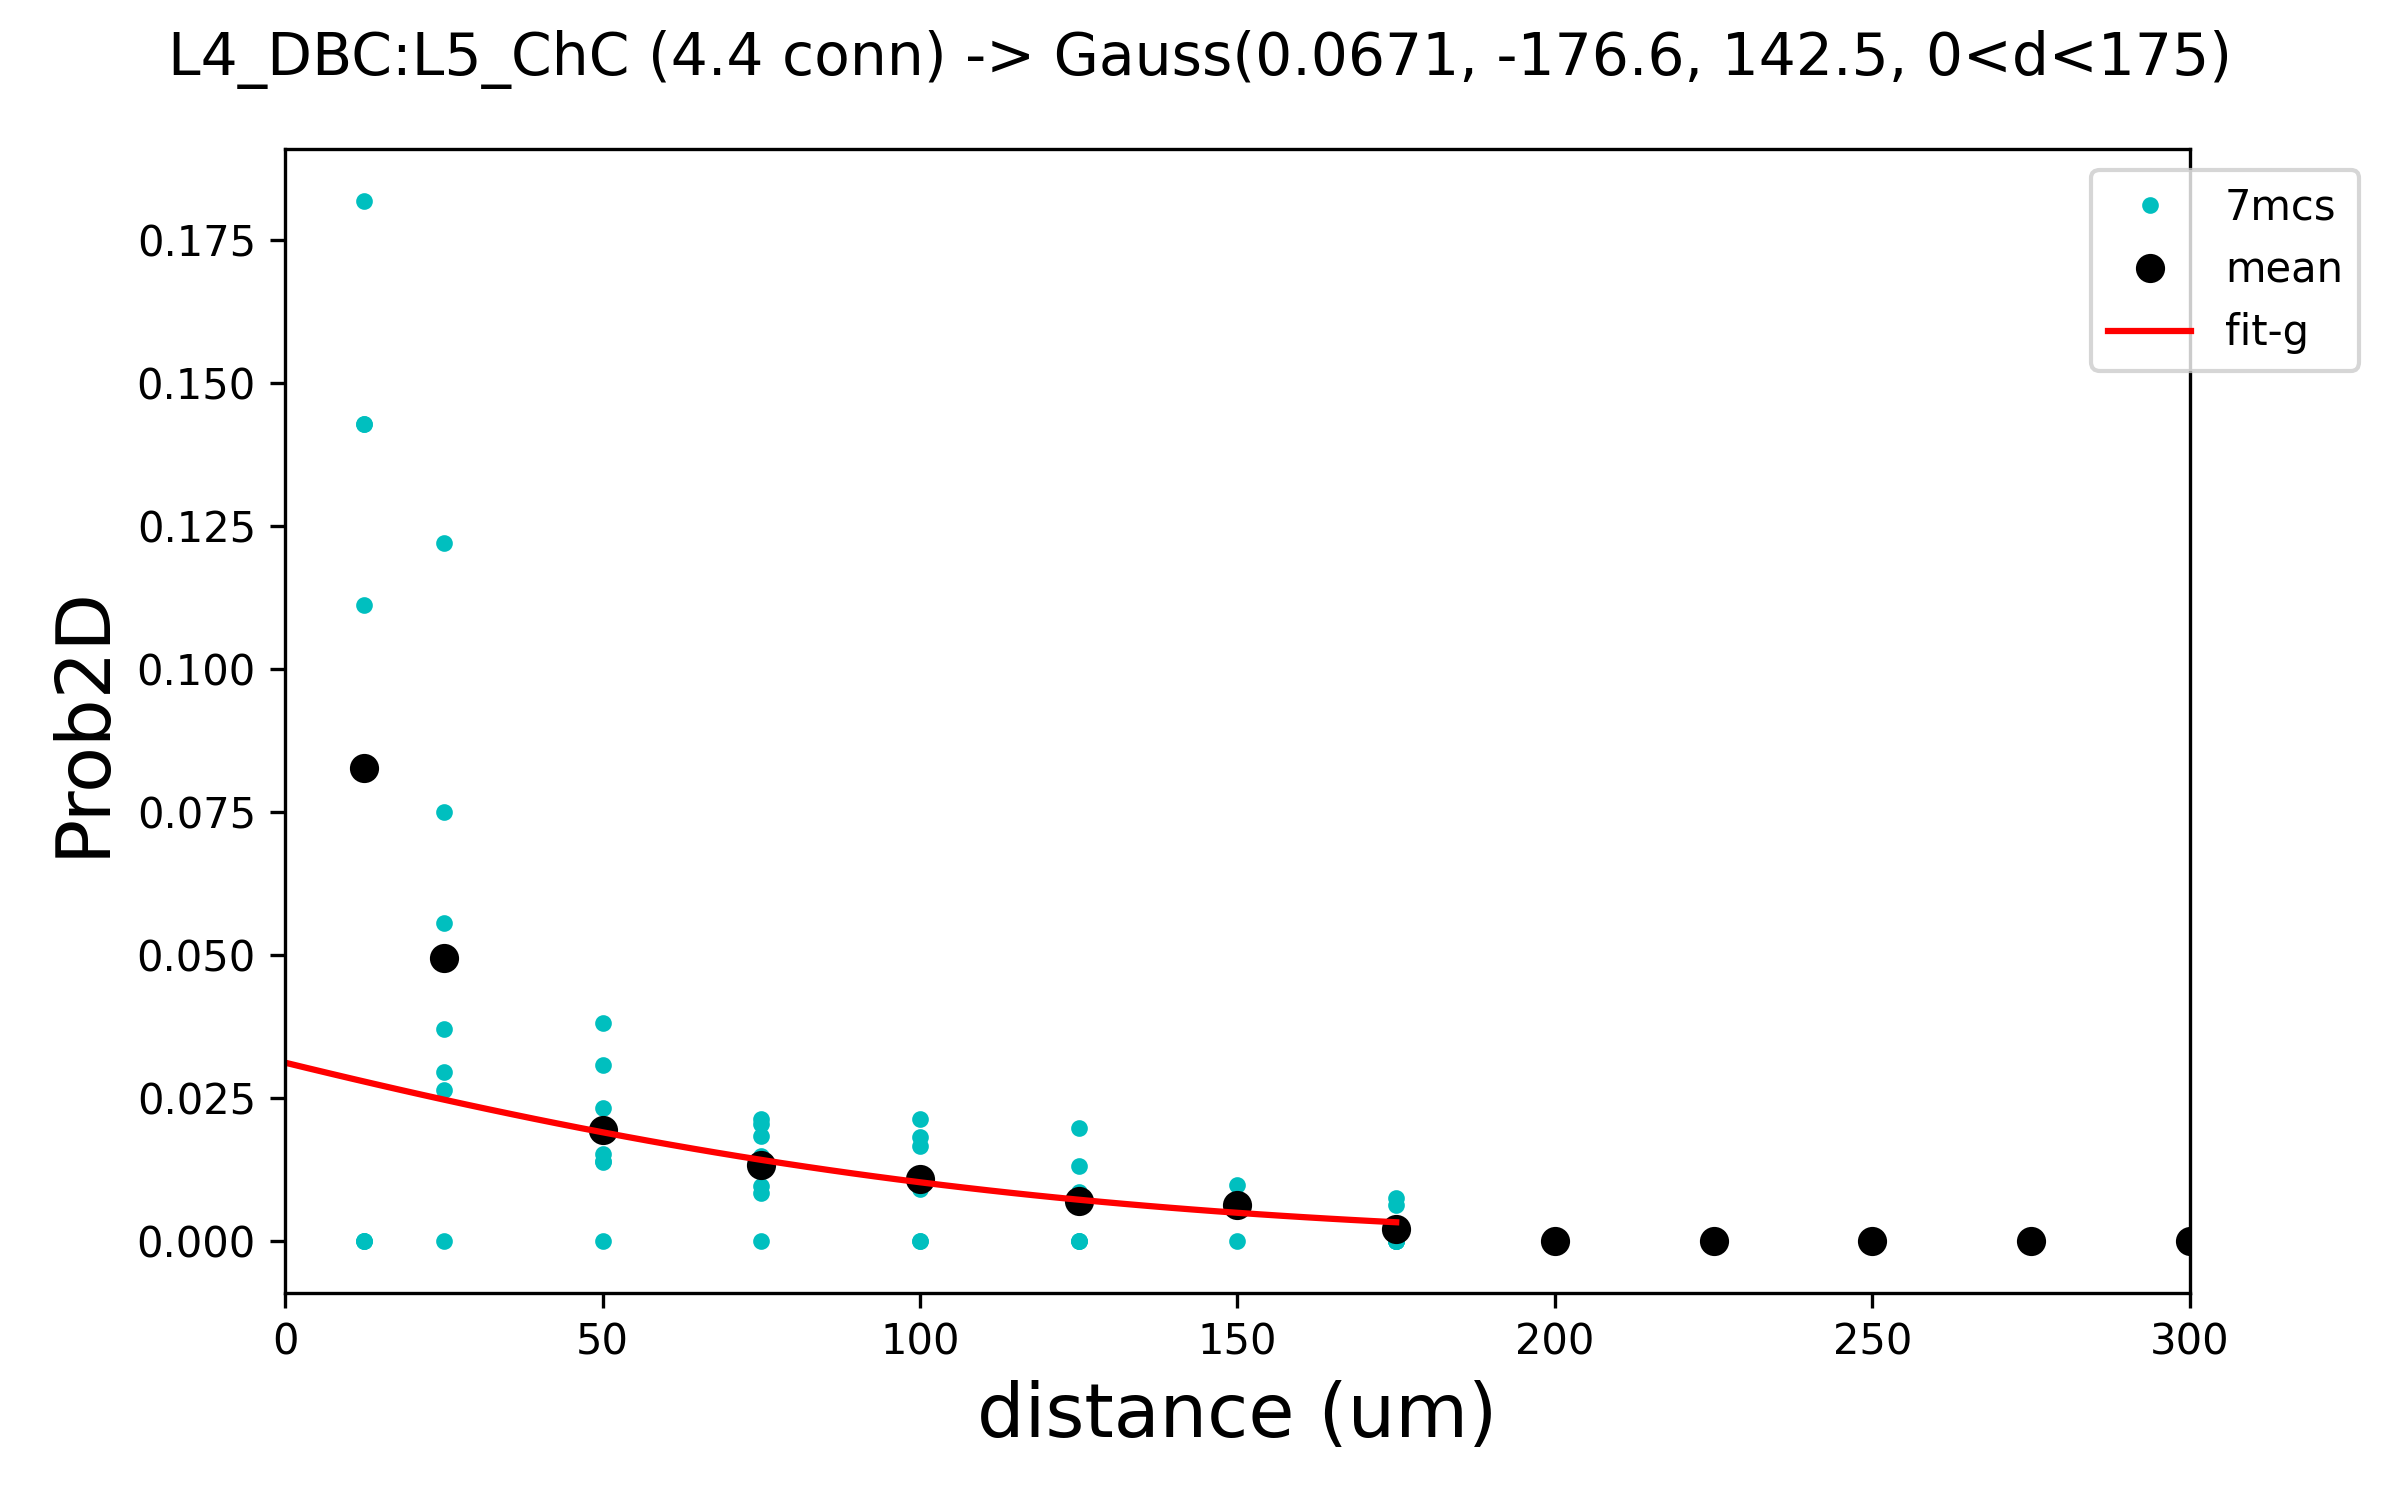 L4_DBC:L5_ChC (4.4 conn) -> Gauss(0.0671, -176.6, 142.5, 0<d<175)
7mcs
mean
fit-g
Prob2D
0.175
0.150
0.125
0.100
0.075
0.050
0.025
0.000
0 50 100 150 200 250 300
distance (um)